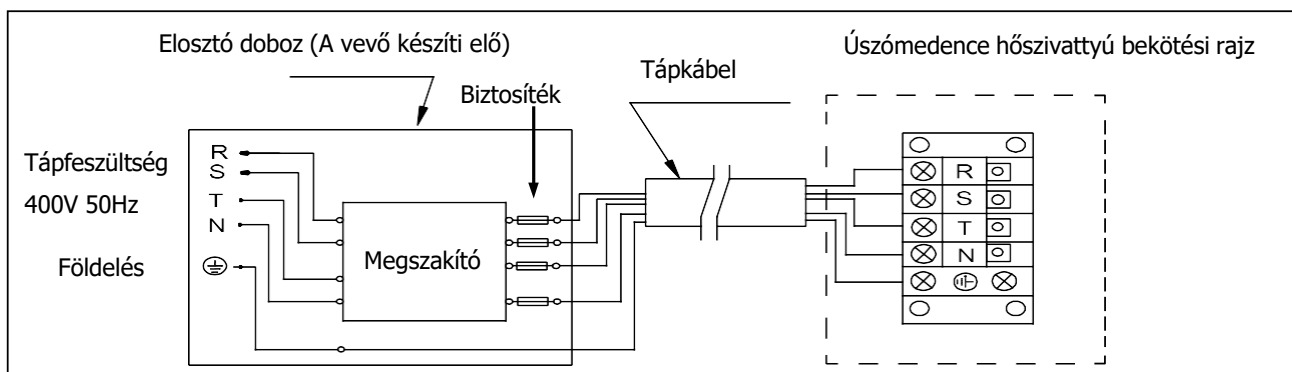 Elosztó doboz (A vevő készíti elő)
Úszómedence hőszivattyú bekötési rajz
Tápkábel
Biztosíték
Tápfeszültség
400V 50Hz
Földelés
R
S
T
N
Megszakító
R
S
T
N